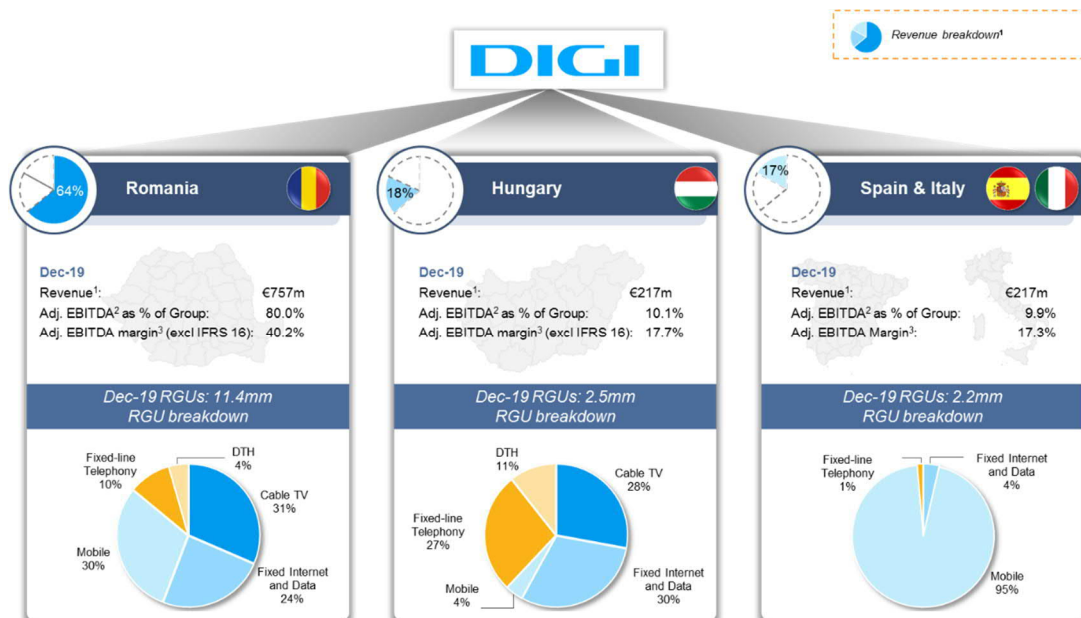 Revenue breakdown¹
DIGI
64%
Romania
Dec-19
Revenue¹: €757m
Adj. EBITDA² as % of Group: 80.0%
Adj. EBITDA margin³ (excl IFRS 16): 40.2%
Dec-19 RGUs: 11.4mm
RGU breakdown
DTH
4%
Fixed-line
Telephony
10%
Cable TV
31%
Mobile
30%
Fixed Internet
and Data
24%
18%
Hungary
Dec-19
Revenue¹: €217m
Adj. EBITDA² as % of Group: 10.1%
Adj. EBITDA margin³ (excl IFRS 16): 17.7%
Dec-19 RGUs: 2.5mm
RGU breakdown
DTH
11%
Cable TV
28%
Fixed-line
Telephony
27%
Mobile
4%
Fixed Internet
and Data
30%
17%
Spain & Italy
Dec-19
Revenue¹: €217m
Adj. EBITDA² as % of Group: 9.9%
Adj. EBITDA Margin³: 17.3%
Dec-19 RGUs: 2.2mm
RGU breakdown
Fixed-line
Telephony
1%
Fixed Internet
and Data
4%
Mobile
95%